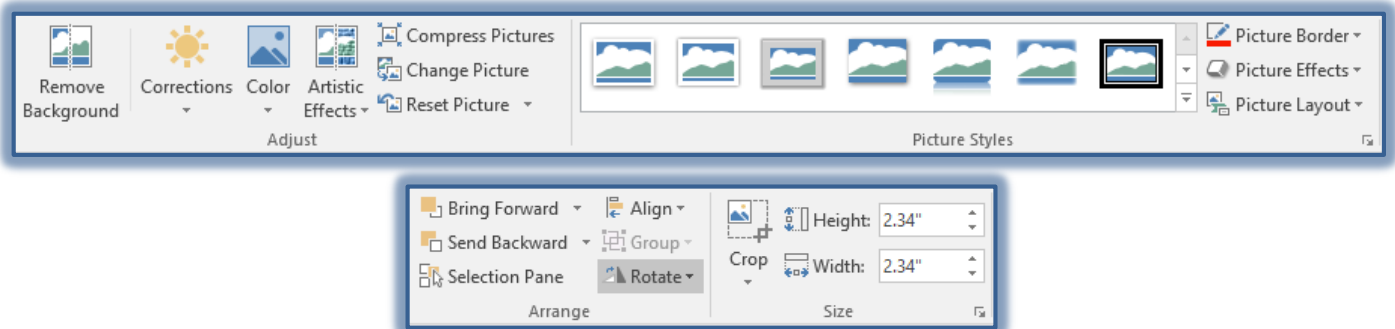 Remove Background
Corrections
Color
Artistic Effects
Compress Pictures
Change Picture
Reset Picture
Adjust
Picture Border
Picture Effects
Picture Layout
Picture Styles
Bring Forward
Send Backward
Selection Pane
Align
Group
Rotate
Arrange
Crop
Height: 2.34"
Width: 2.34"
Size